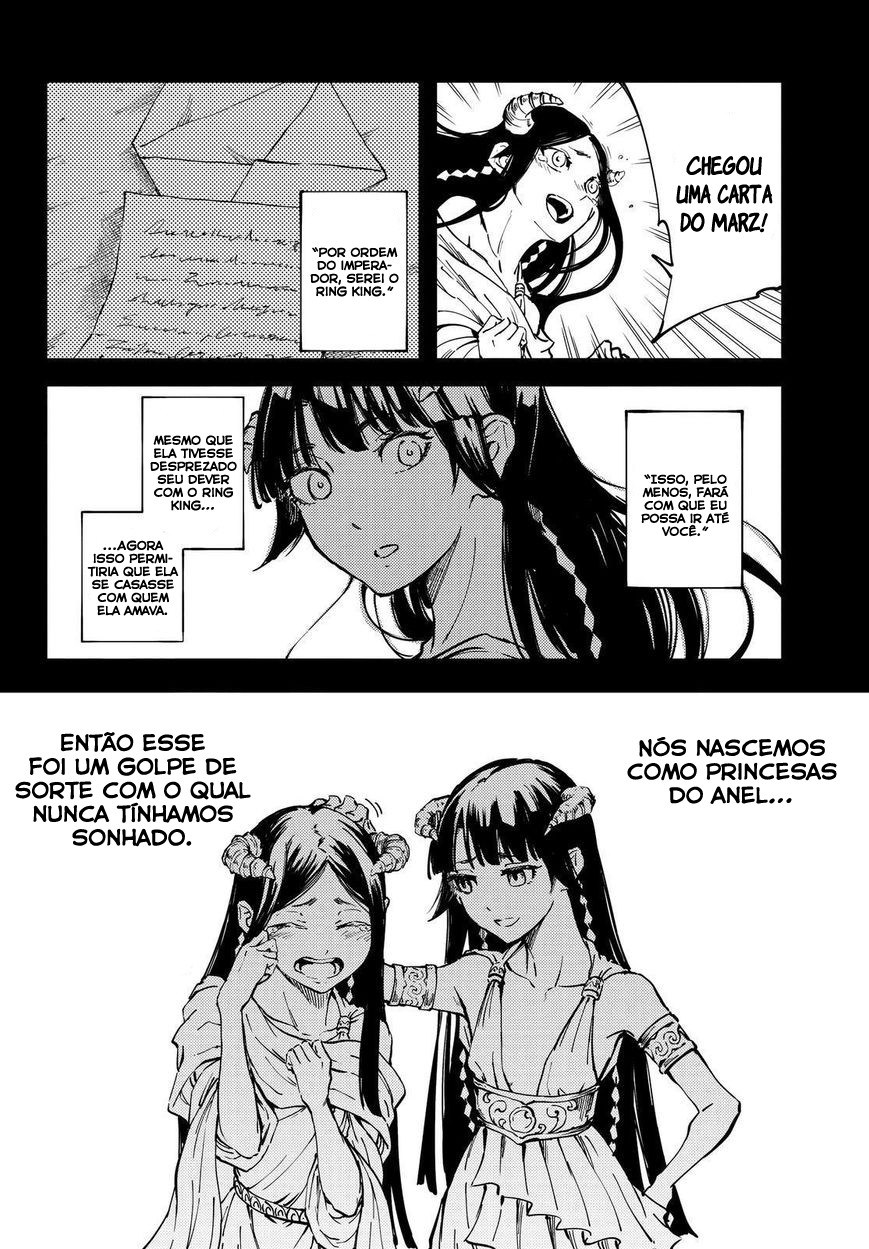 CHEGOU
UMA CARTA
DO MARZ!
"POR ORDEM
DO IMPERA-
DOR, SEREI O
RING KING."
"ISSO, PELO
MENOS, FARÁ
COM QUE EU
POSSA IR ATÉ
VOCÊ."
MESMO QUE
ELA TIVESSE
DESPREZADO
SEU DEVER
COM O RING
KING...
...AGORA
ISSO PERMI-
TIRIA QUE ELA
SE CASASSE
COM QUEM
ELA AMAVA.
NÓS NASCEMOS
COMO PRINCESAS
DO ANEL...
ENTÃO ESSE
FOI UM GOLPE DE
SORTE COM O QUAL
NUNCA TÍNHAMOS
SONHADO.